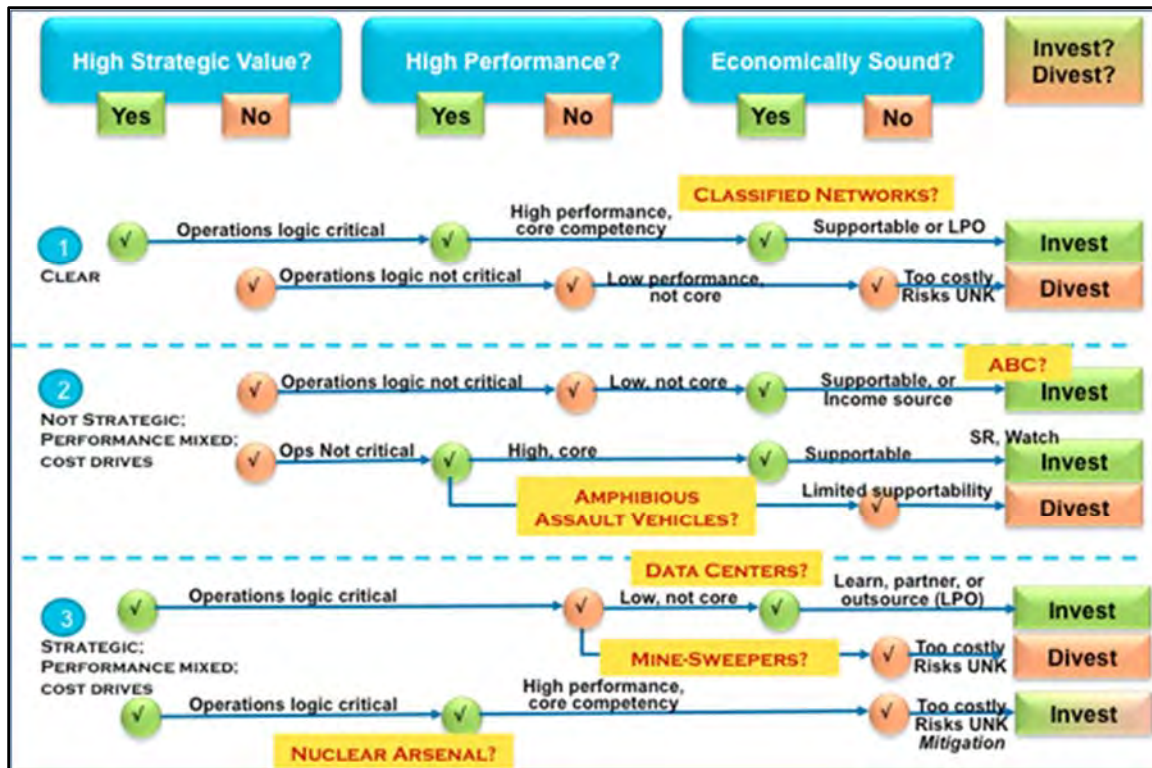 High Strategic Value?
High Performance?
Economically Sound?
Invest?
Divest?
Yes
No
Yes
No
Yes
No
CLASSIFIED NETWORKS?
1
CLEAR
√
Operations logic critical
√
High performance,
core competency
√
Supportable or LPO
Invest
√
Operations logic not critical
√
Low performance,
not core
√
Too costly
Risks UNK
Divest
2
NOT STRATEGIC;
PERFORMANCE MIXED;
COST DRIVES
√
Operations logic not critical
√
Low, not core
√
Supportable, or
Income source
ABC?
Invest
√
Ops Not critical
√
High, core
√
Supportable
SR, Watch
Invest
AMPHIBIOUS
ASSAULT VEHICLES?
Limited supportability
√
Divest
3
STRATEGIC;
PERFORMANCE MIXED;
COST DRIVES
DATA CENTERS?
√
Operations logic critical
√
Low, not core
√
Learn, partner, or
outsource (LPO)
Invest
MINE-SWEEPERS?
√
Too costly
Risks UNK
Divest
√
Operations logic critical
√
High performance,
core competency
√
Too costly
Risks UNK
Mitigation
Invest
NUCLEAR ARSENAL?